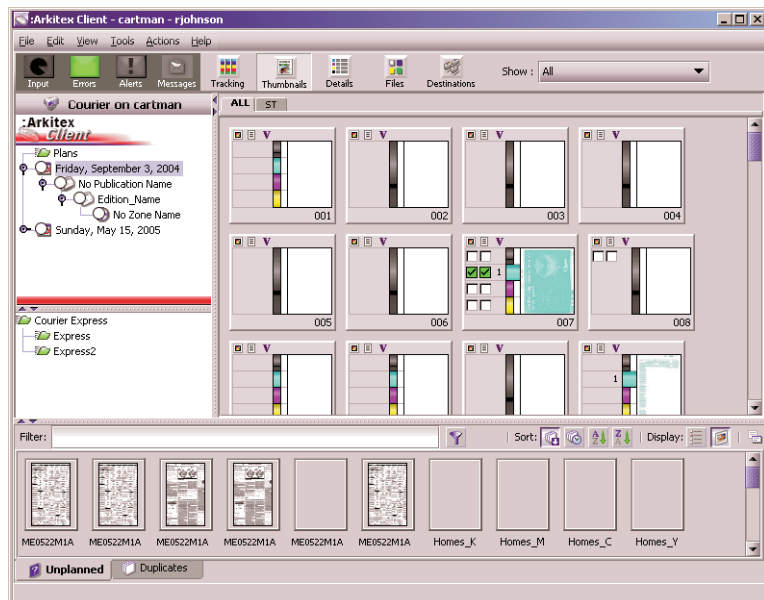 :Arkitex Client - cartman - rjohnson
File Edit View Tools Actions Help
Input Errors Alerts Messages Tracking Thumbnails Details Files Destinations Show : All
Courier on cartman
ALL ST
:Arkitex
Client
Plans
Friday, September 3, 2004
No Publication Name
Edition_Name
No Zone Name
Sunday, May 15, 2005
V V V V
001 002 003 004
V V V V
1
005 006 007 008
V V V V
1
Courier Express
Express
Express2
Filter: Sort: Display:
ME0522M1A ME0522M1A ME0522M1A ME0522M1A ME0522M1A ME0522M1A Homes_K Homes_M Homes_C Homes_Y
Unplanned Duplicates